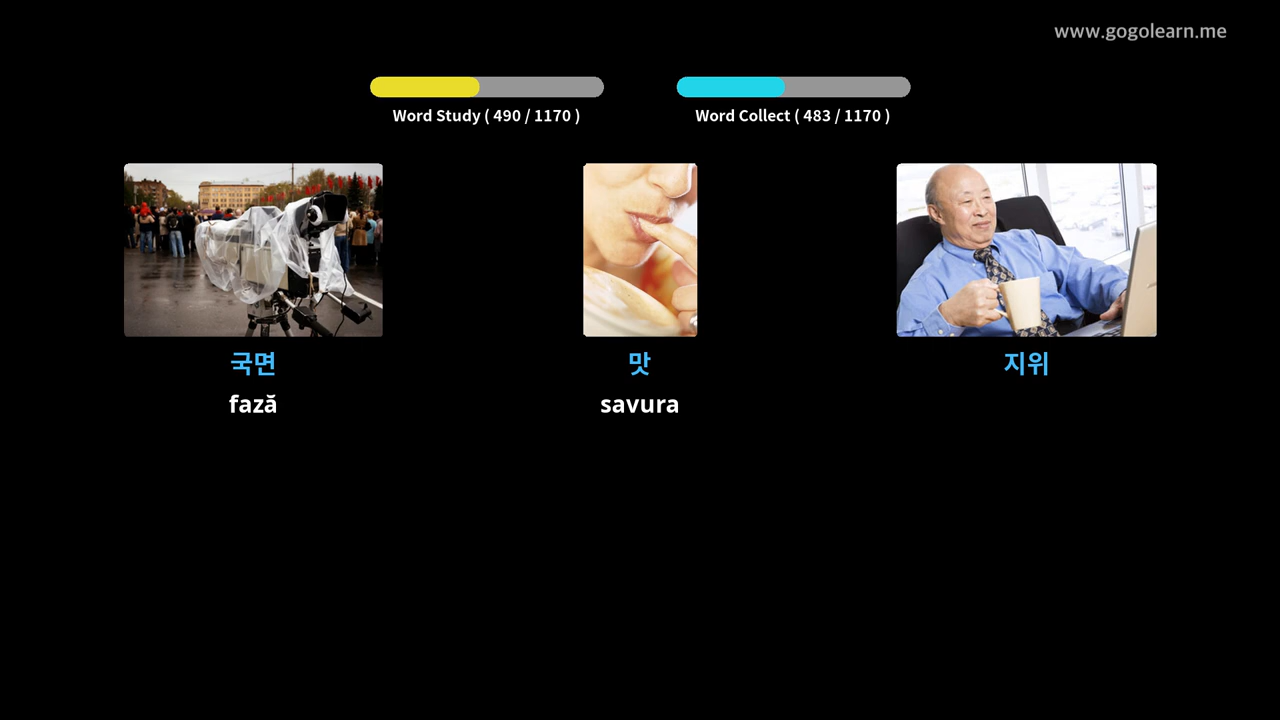 www.gogolearn.me
Word Study ( 490 / 1170 )
Word Collect ( 483 / 1170 )
국면
맛
지위
fază
savura